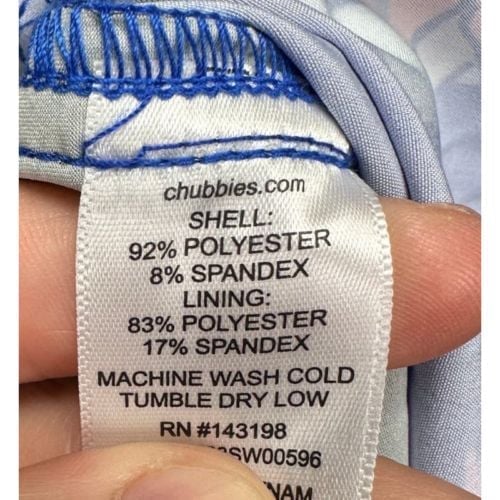 chubbies.com
SHELL:
92% POLYESTER
8% SPANDEX
LINING:
83% POLYESTER
17% SPANDEX
MACHINE WASH COLD
TUMBLE DRY LOW
RN #143198
SW00596